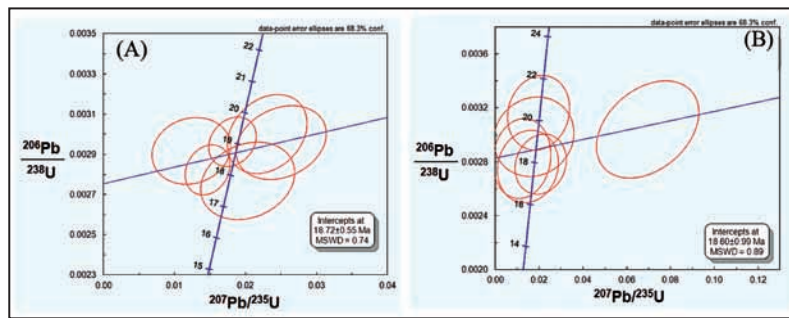 data-point error ellipses are 68.3% conf.
(A)
0.0035
0.0033
0.0031
0.0029
0.0027
0.0025
0.0023
206Pb
238U
22
21
20
19
18
17
16
15
Intercepts at
18.72±0.55 Ma
MSWD = 0.74
0.00
0.01
0.02
0.03
0.04
207Pb/235U
data-point error ellipses are 68.3% conf.
(B)
0.0036
0.0032
0.0028
0.0024
0.0020
206Pb
238U
24
22
20
18
16
14
Intercepts at
18.60±0.99 Ma
MSWD = 0.89
0.00
0.02
0.04
0.06
0.08
0.10
0.12
207Pb/235U